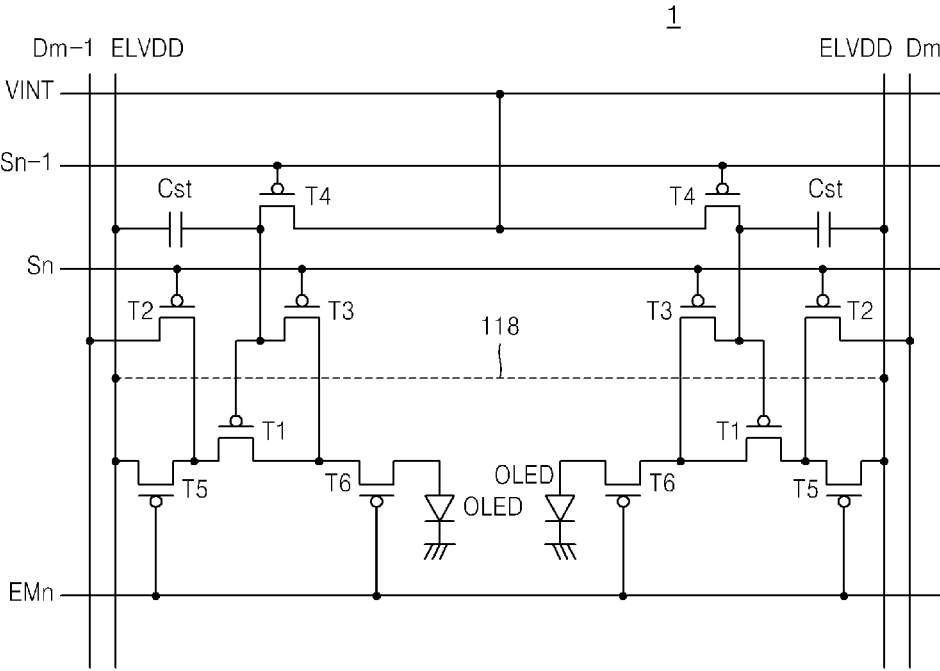 1
Dm-1 ELVDD ELVDD Dm
VINT
Sn-1
Cst T4 T4 Cst
Sn
T2 T3 T3 T2
118
T1 T1
T5 T6 OLED OLED T6 T5
EMn